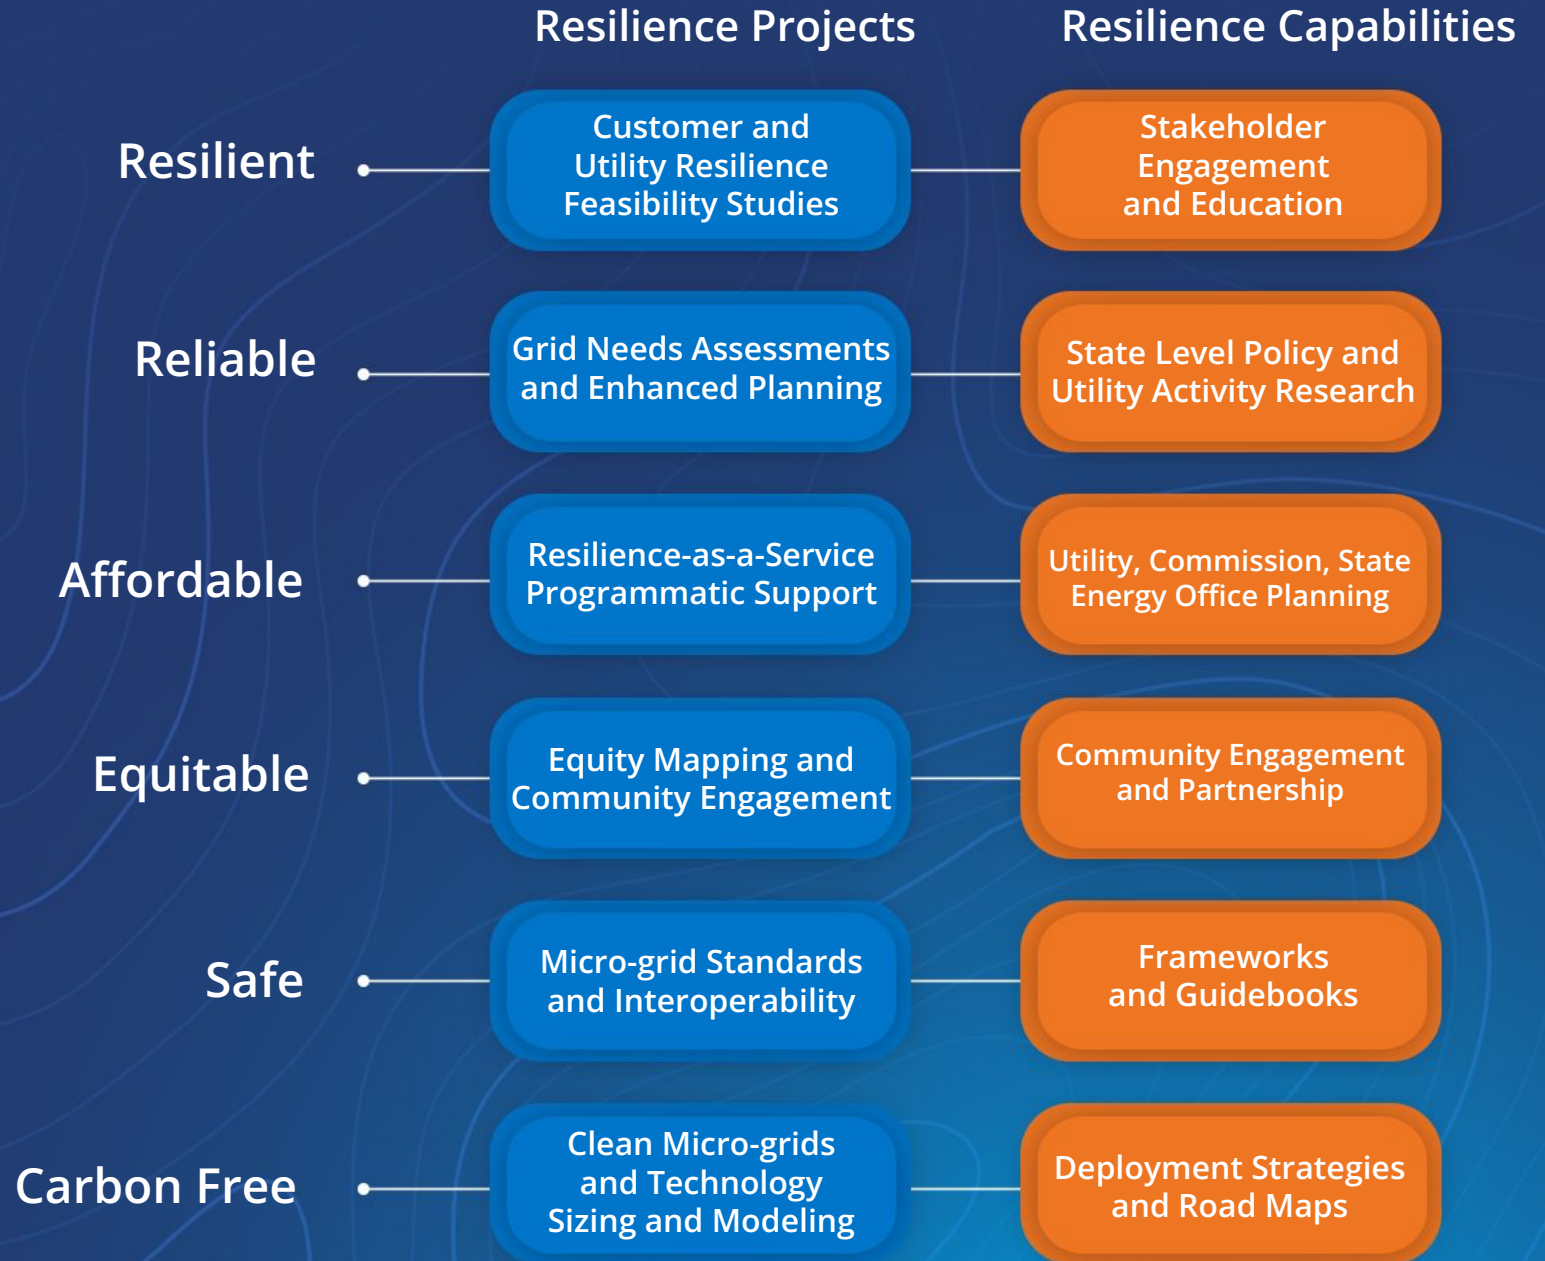 Resilience Projects
Resilience Capabilities
Resilient
Customer and
Utility Resilience
Feasibility Studies
Stakeholder
Engagement
and Education
Reliable
Grid Needs Assessments
and Enhanced Planning
State Level Policy and
Utility Activity Research
Affordable
Resilience-as-a-Service
Programmatic Support
Utility, Commission, State
Energy Office Planning
Equitable
Equity Mapping and
Community Engagement
Community Engagement
and Partnership
Safe
Micro-grid Standards
and Interoperability
Frameworks
and Guidebooks
Carbon Free
Clean Micro-grids
and Technology
Sizing and Modeling
Deployment Strategies
and Road Maps